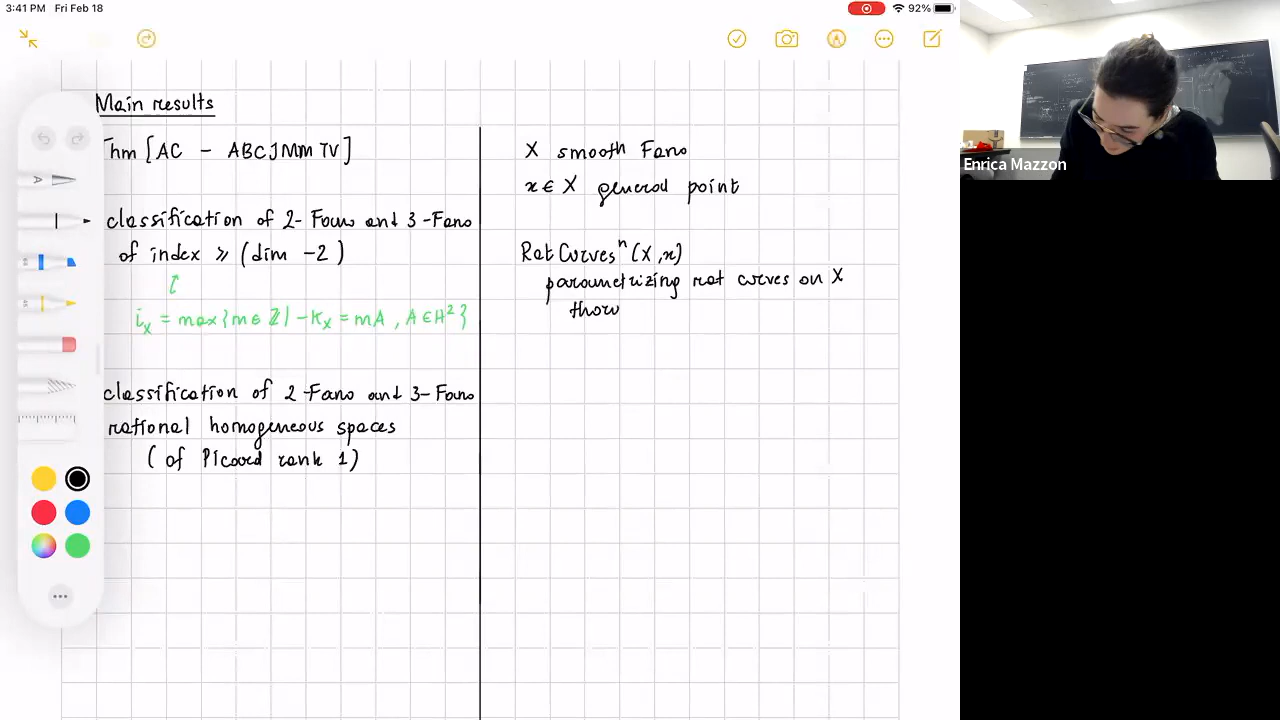 3:41 PM Fri Feb 18
92%
Main results
Thm [AC - ABCJMMTV]
classification of 2-Fano and 3-Fano
of index ⩾ (dim -2)
i_X = max{m ∈ Z | -K_X = mA, A ∈ H²}
classification of 2-Fano and 3-Fano
rational homogeneous spaces
(of Picard rank 1)
X smooth Fano
x ∈ X general point
RatCurvesⁿ(X,x)
parametrizing rat curves on X
throu
Enrica Mazzon